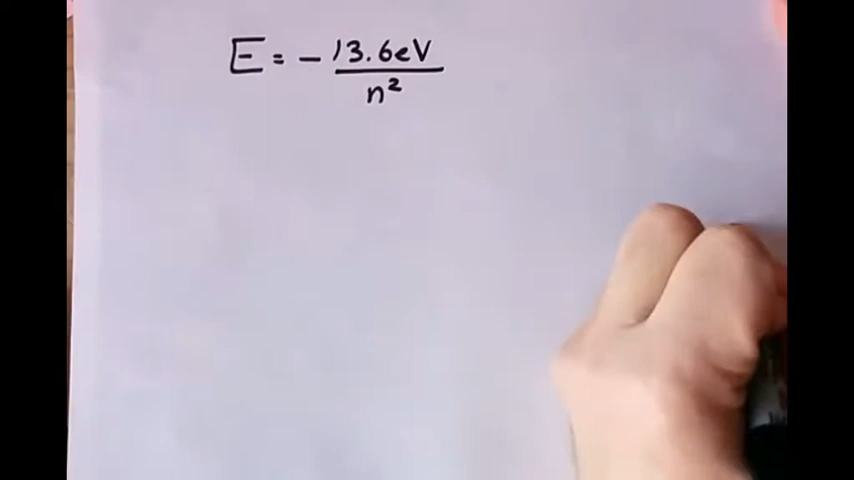 E = - 13.6eV
n²